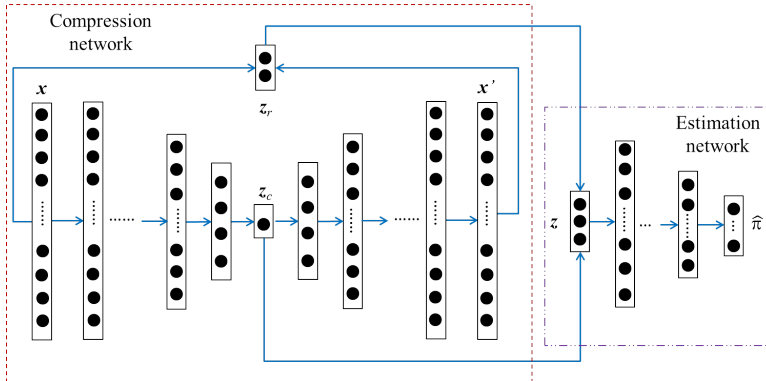 Compression
network
x
z_r
x'
z_c
......
......
Estimation
network
z
...
π̂